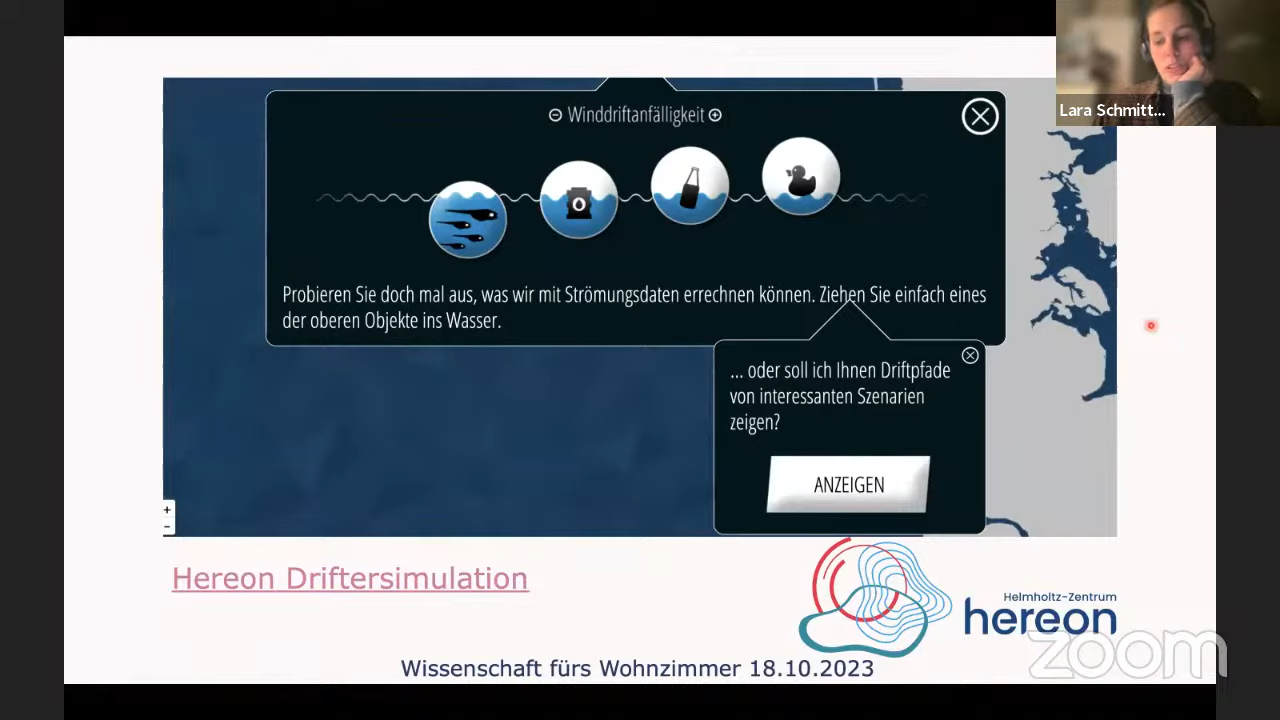 Lara Schmitt...
⊖ Winddriftanfälligkeit ⊕
Probieren Sie doch mal aus, was wir mit Strömungsdaten errechnen können. Ziehen Sie einfach eines
der oberen Objekte ins Wasser.
... oder soll ich Ihnen Driftpfade
von interessanten Szenarien
zeigen?
ANZEIGEN
+
−
Hereon Driftersimulation
Helmholtz-Zentrum
hereon
Wissenschaft fürs Wohnzimmer 18.10.2023
zoom